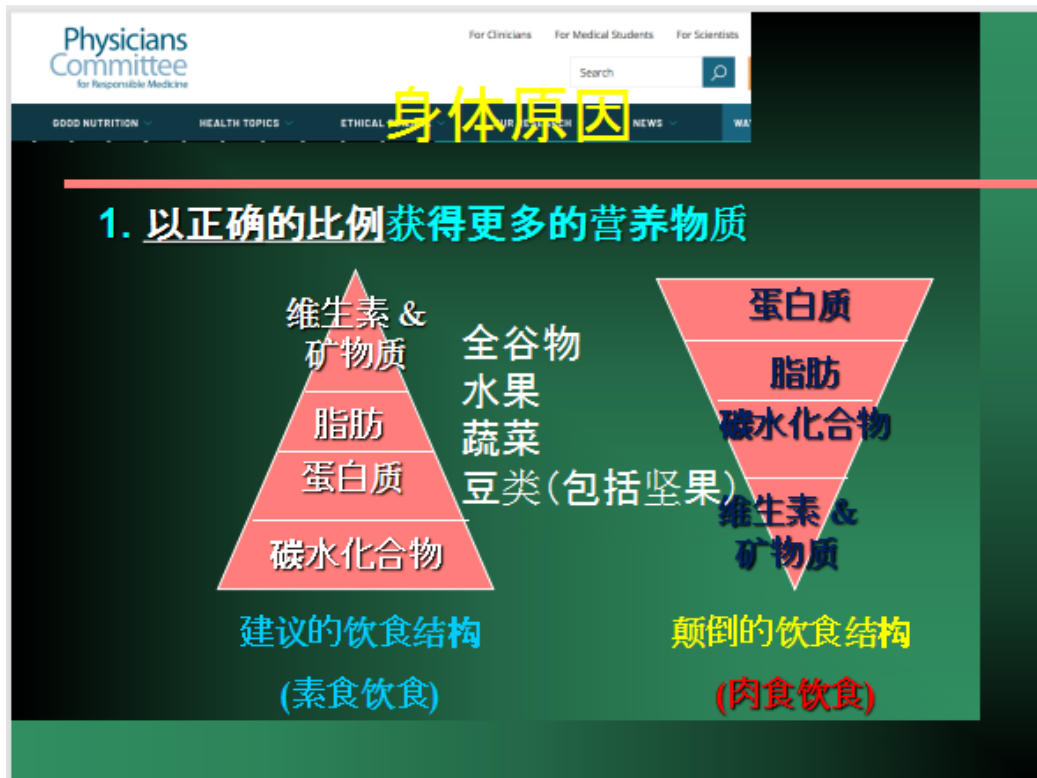 Physicians
Committee
for Responsible Medicine
For Clinicians For Medical Students For Scientists
Search
身体原因
GOOD NUTRITION HEALTH TOPICS ETHICAL NEWS
1. 以正确的比例获得更多的营养物质
维生素 &
矿物质
脂肪
蛋白质
碳水化合物
全谷物
水果
蔬菜
豆类(包括坚果)
蛋白质
脂肪
碳水化合物
维生素 &
矿物质
建议的饮食结构
(素食饮食)
颠倒的饮食结构
(肉食饮食)